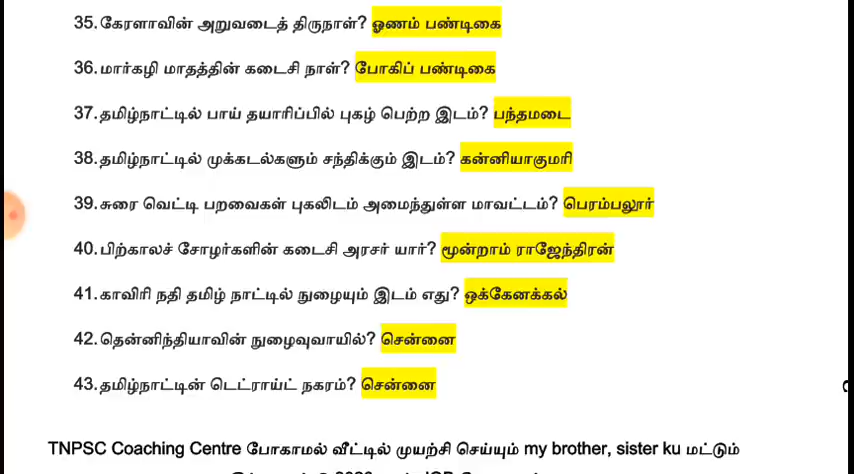 35. கேரளாவின் அறுவடைத் திருநாள்? ஓணம் பண்டிகை
36. மார்கழி மாதத்தின் கடைசி நாள்? போகிப் பண்டிகை
37. தமிழ்நாட்டில் பாய் தயாரிப்பில் புகழ் பெற்ற இடம்? பந்தமடை
38. தமிழ்நாட்டில் முக்கடல்களும் சந்திக்கும் இடம்? கன்னியாகுமரி
39. சுரை வெட்டி பறவைகள் புகலிடம் அமைந்துள்ள மாவட்டம்? பெரம்பலூர்
40. பிற்காலச் சோழர்களின் கடைசி அரசர் யார்? மூன்றாம் ராஜேந்திரன்
41. காவிரி நதி தமிழ் நாட்டில் நுழையும் இடம் எது? ஒக்கேனக்கல்
42. தென்னிந்தியாவின் நுழைவுவாயில்? சென்னை
43. தமிழ்நாட்டின் டெட்ராய்ட் நகரம்? சென்னை
TNPSC Coaching Centre போகாமல் வீட்டில் முயற்சி செய்யும் my brother, sister ku மட்டும்